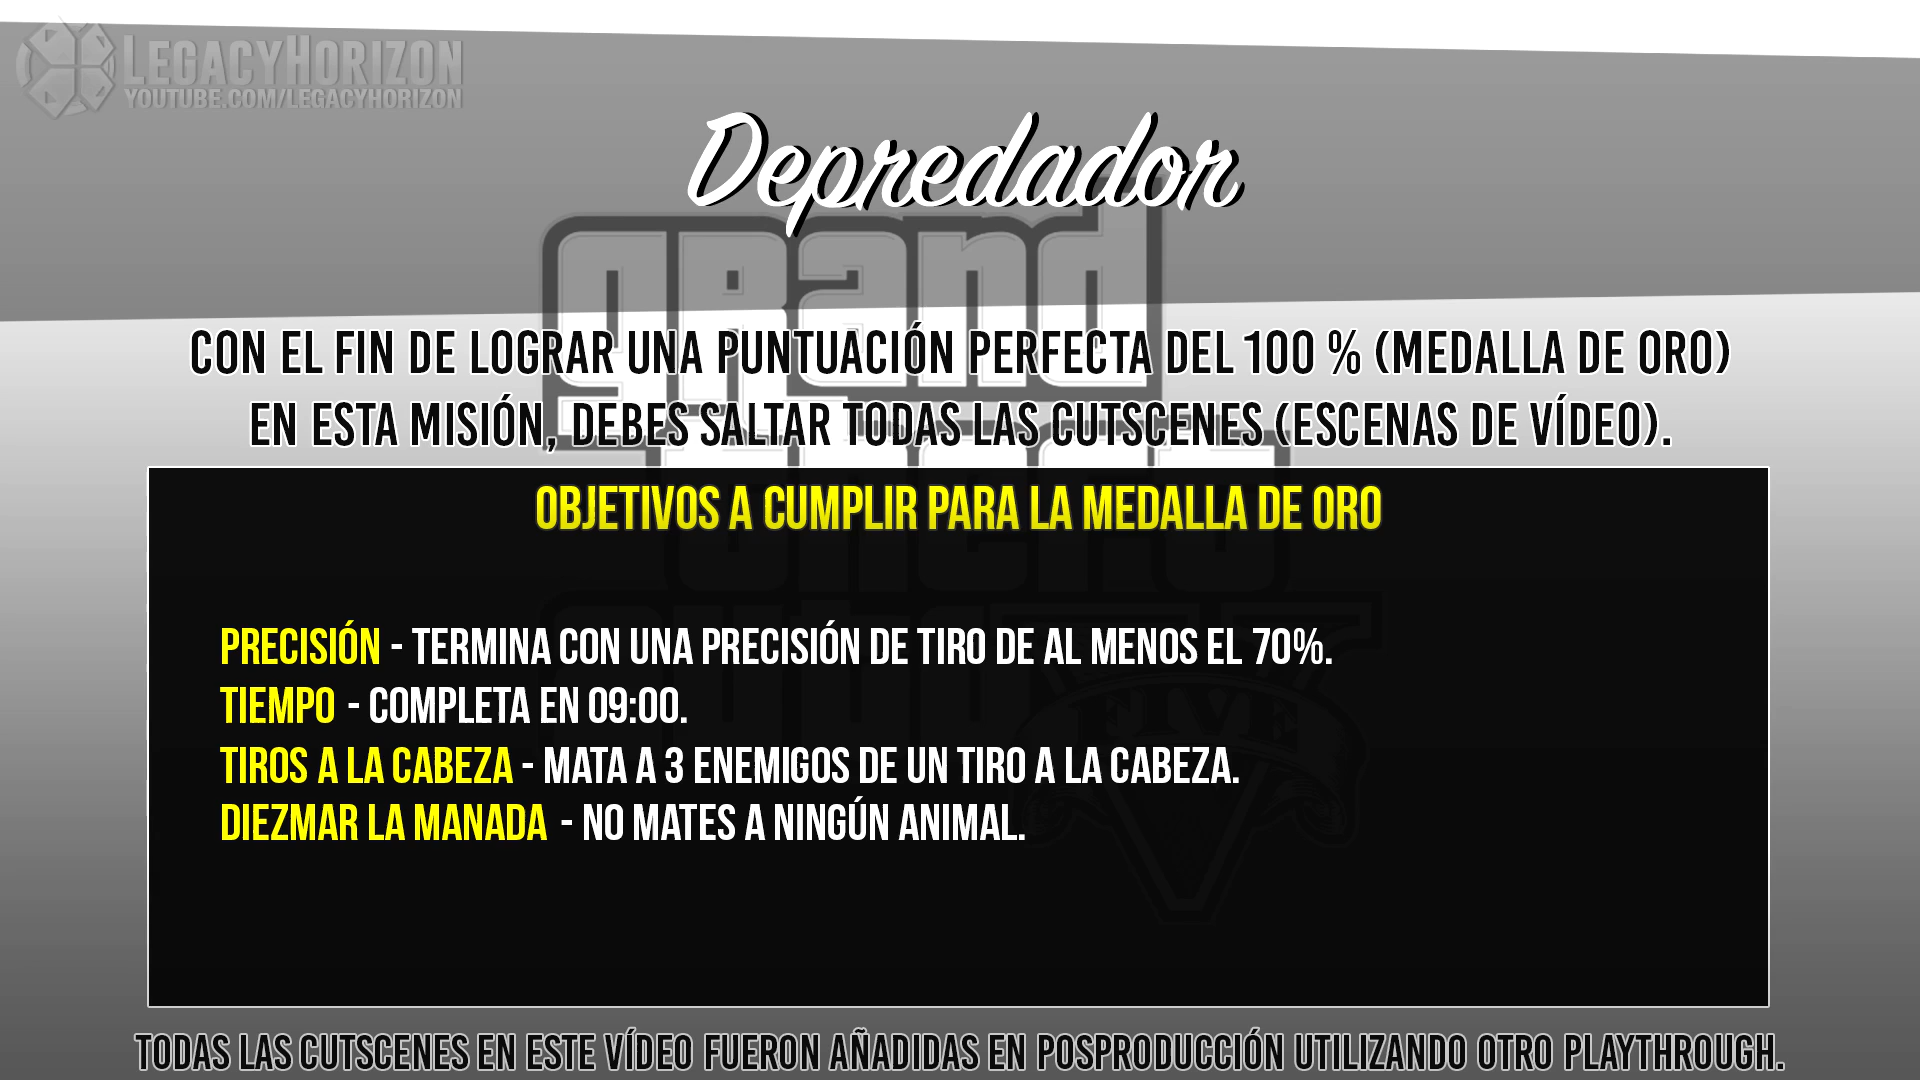 LEGACYHORIZON
YOUTUBE.COM/LEGACYHORIZON
Depredador
grand
CON EL FIN DE LOGRAR UNA PUNTUACIÓN PERFECTA DEL 100 % (MEDALLA DE ORO)
EN ESTA MISIÓN, DEBES SALTAR TODAS LAS CUTSCENES (ESCENAS DE VÍDEO).
OBJETIVOS A CUMPLIR PARA LA MEDALLA DE ORO
PRECISIÓN - TERMINA CON UNA PRECISIÓN DE TIRO DE AL MENOS EL 70%.
TIEMPO - COMPLETA EN 09:00.
FIVE
TIROS A LA CABEZA - MATA A 3 ENEMIGOS DE UN TIRO A LA CABEZA.
DIEZMAR LA MANADA - NO MATES A NINGÚN ANIMAL.
TODAS LAS CUTSCENES EN ESTE VÍDEO FUERON AÑADIDAS EN POSPRODUCCIÓN UTILIZANDO OTRO PLAYTHROUGH.